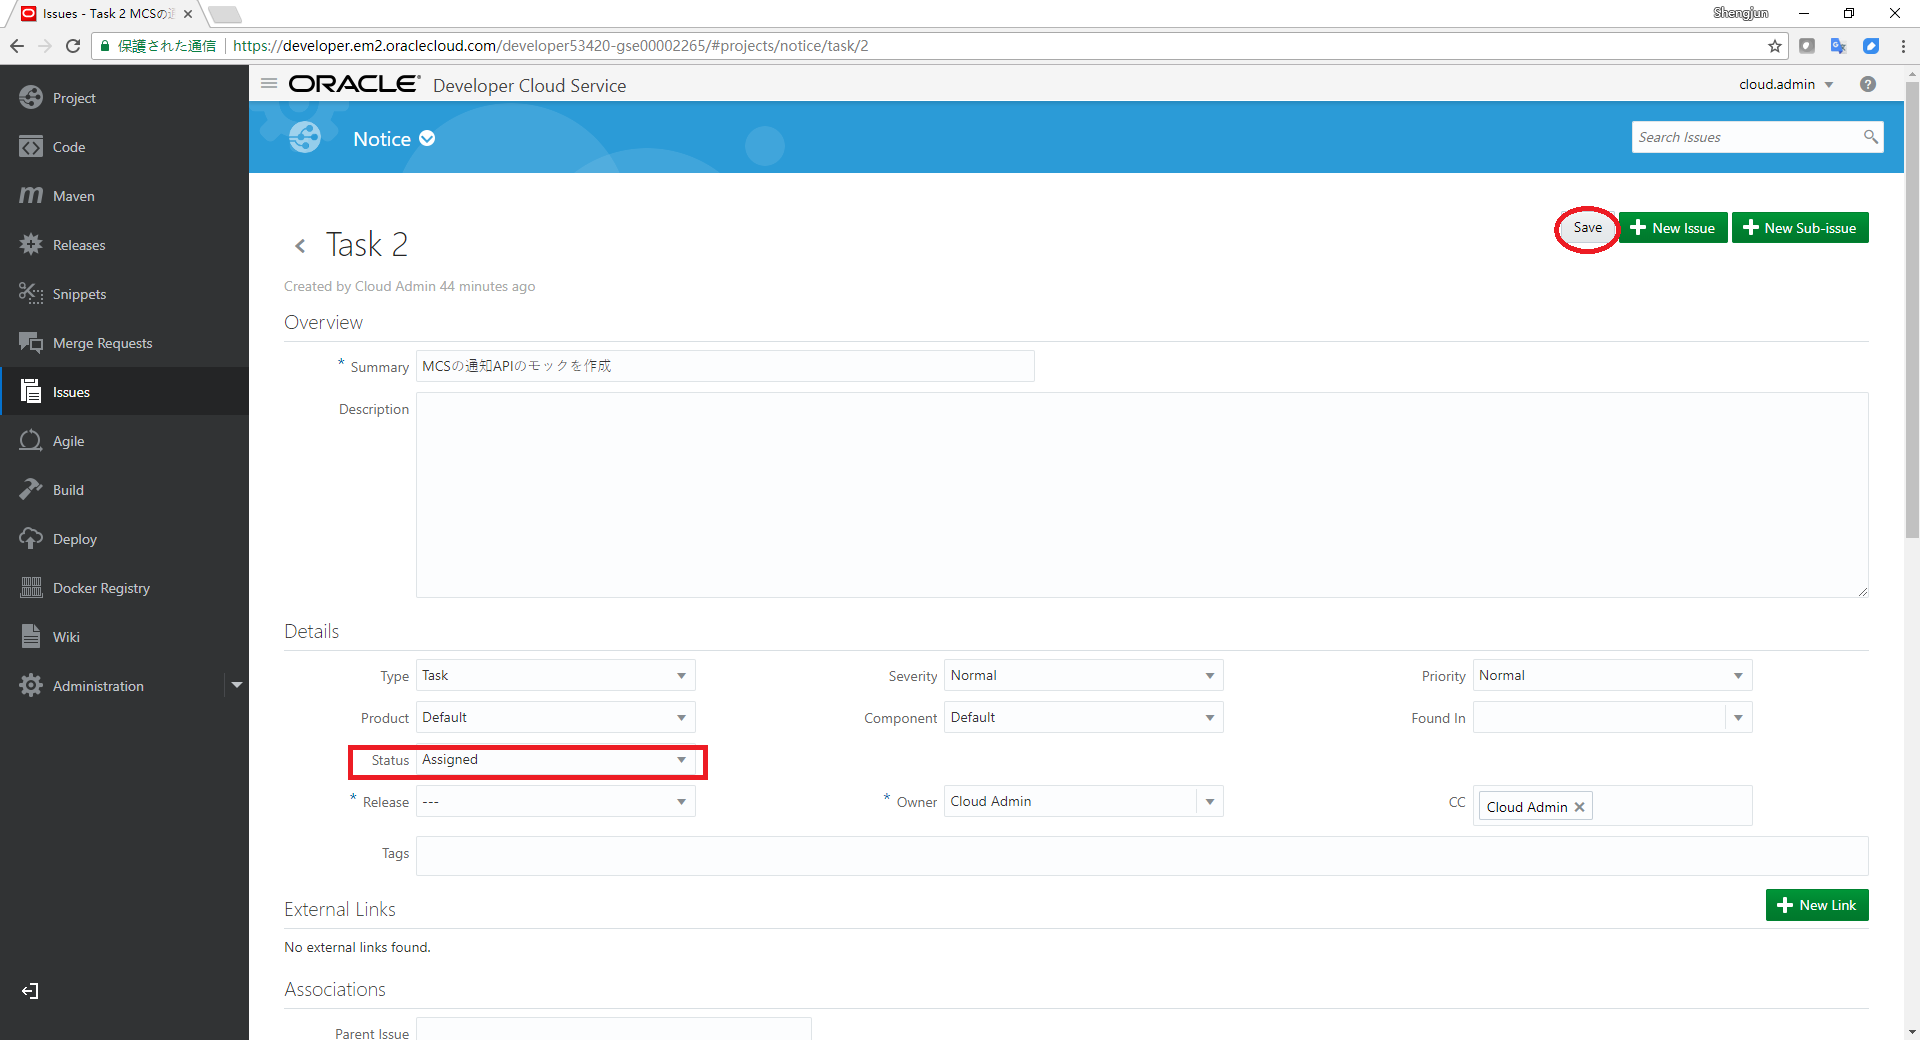 Issues - Task 2 MCSの通
Shengjun
保護された通信 https://developer.em2.oraclecloud.com/developer53420-gse00002265/#projects/notice/task/2
ORACLE Developer Cloud Service
cloud.admin
Project
Code
Maven
Releases
Snippets
Merge Requests
Issues
Agile
Build
Deploy
Docker Registry
Wiki
Administration
Notice
Search Issues
Task 2
Save
New Issue
New Sub-issue
Created by Cloud Admin 44 minutes ago
Overview
* Summary MCSの通知APIのモックを作成
Description
Details
Type Task
Severity Normal
Priority Normal
Product Default
Component Default
Found In
Status Assigned
* Release ---
* Owner Cloud Admin
CC Cloud Admin
Tags
External Links
New Link
No external links found.
Associations
Parent Issue